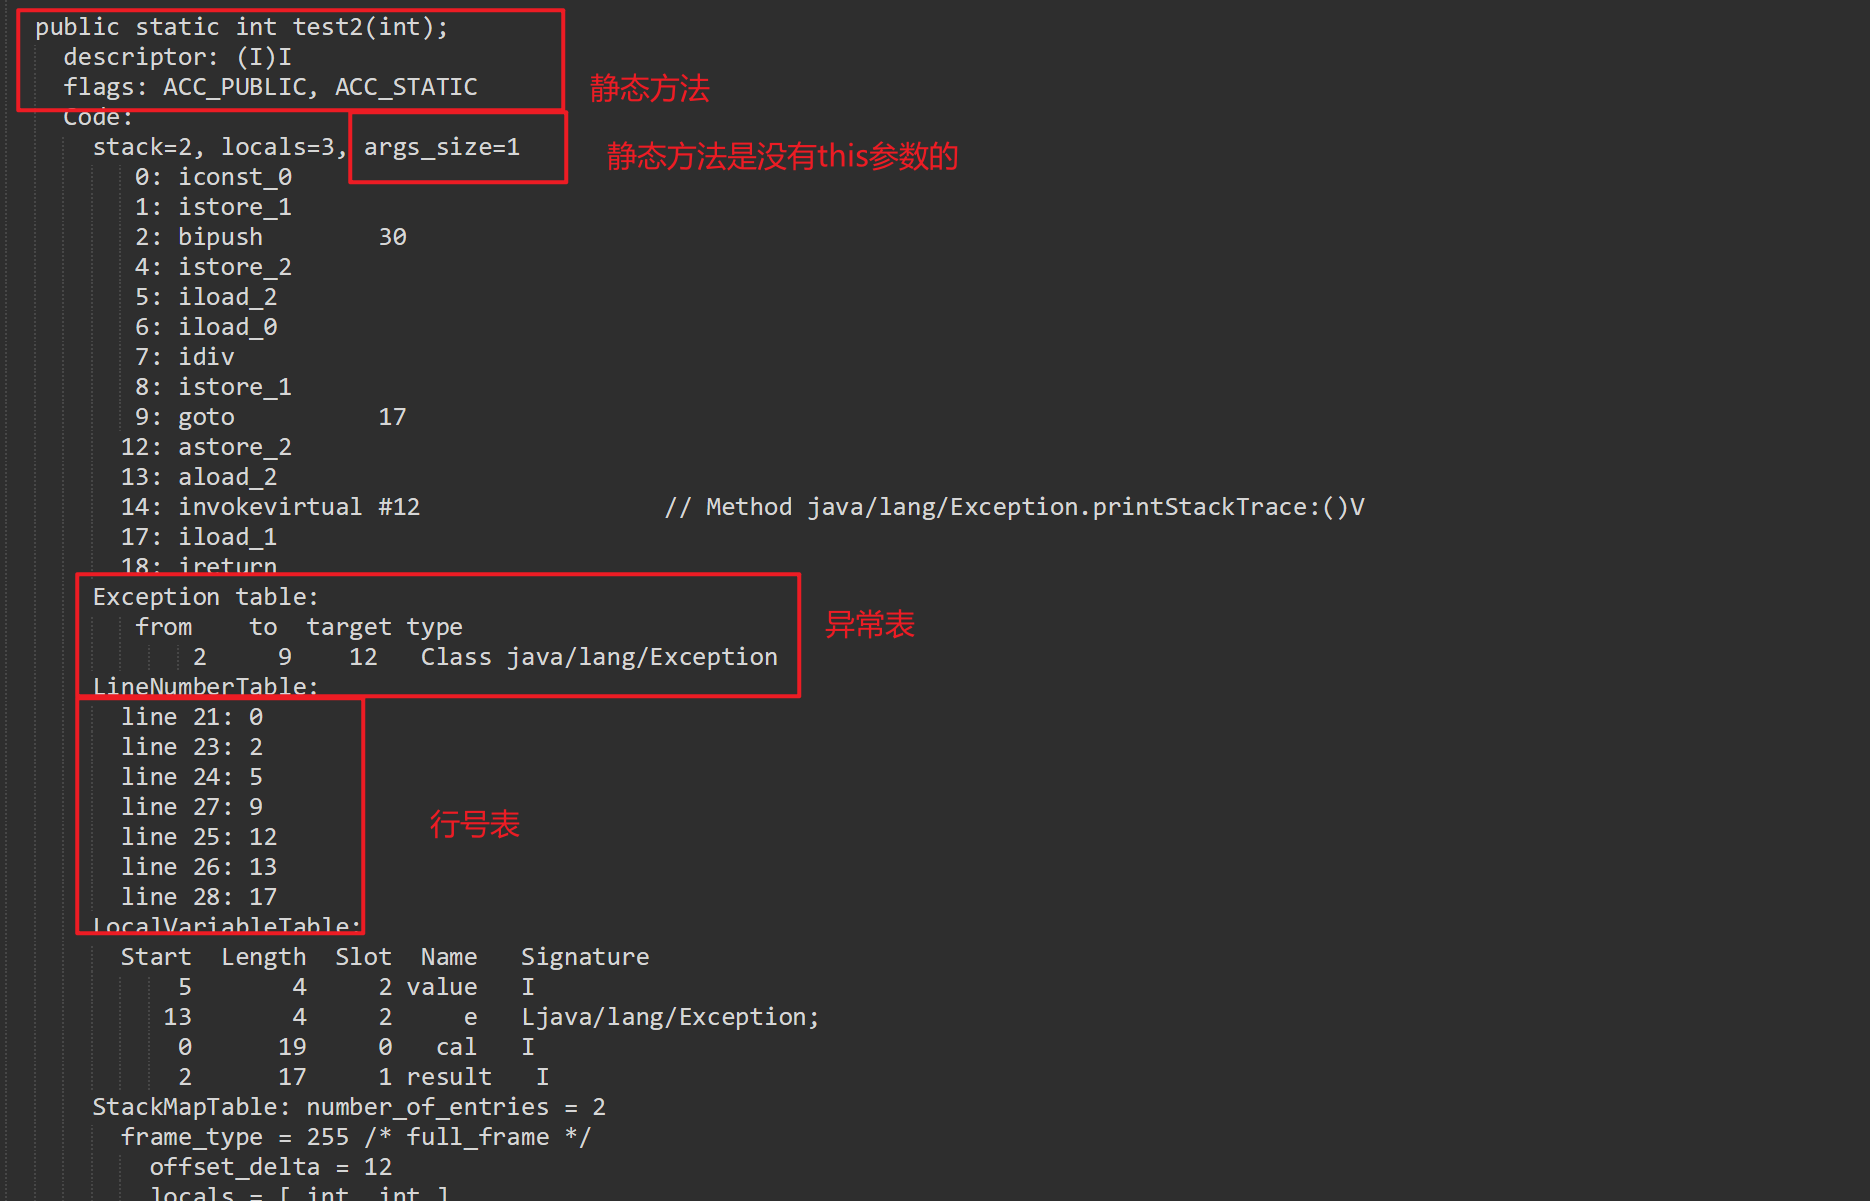 public static int test2(int);
descriptor: (I)I
flags: ACC_PUBLIC, ACC_STATIC
静态方法
Code:
stack=2, locals=3, args_size=1
静态方法是没有this参数的
0: iconst_0
1: istore_1
2: bipush 30
4: istore_2
5: iload_2
6: iload_0
7: idiv
8: istore_1
9: goto 17
12: astore_2
13: aload_2
14: invokevirtual #12 // Method java/lang/Exception.printStackTrace:()V
17: iload_1
18: ireturn
Exception table:
from to target type
2 9 12 Class java/lang/Exception
异常表
LineNumberTable:
line 21: 0
line 23: 2
line 24: 5
line 27: 9
line 25: 12
line 26: 13
line 28: 17
行号表
LocalVariableTable:
Start Length Slot Name Signature
5 4 2 value I
13 4 2 e Ljava/lang/Exception;
0 19 0 cal I
2 17 1 result I
StackMapTable: number_of_entries = 2
frame_type = 255 /* full_frame */
offset_delta = 12
locals = [ int, int ]